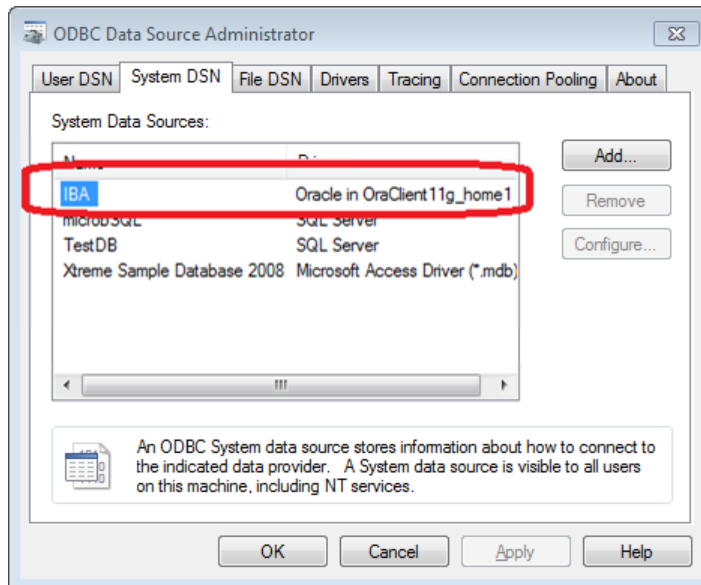 ODBC Data Source Administrator
User DSN System DSN File DSN Drivers Tracing Connection Pooling About
System Data Sources:
Add...
IBA Oracle in OraClient11g_home1
Remove
microbSQL SQL Server
TestDB SQL Server
Configure...
Xtreme Sample Database 2008 Microsoft Access Driver (*.mdb)
An ODBC System data source stores information about how to connect to
the indicated data provider. A System data source is visible to all users
on this machine, including NT services.
OK Cancel Apply Help